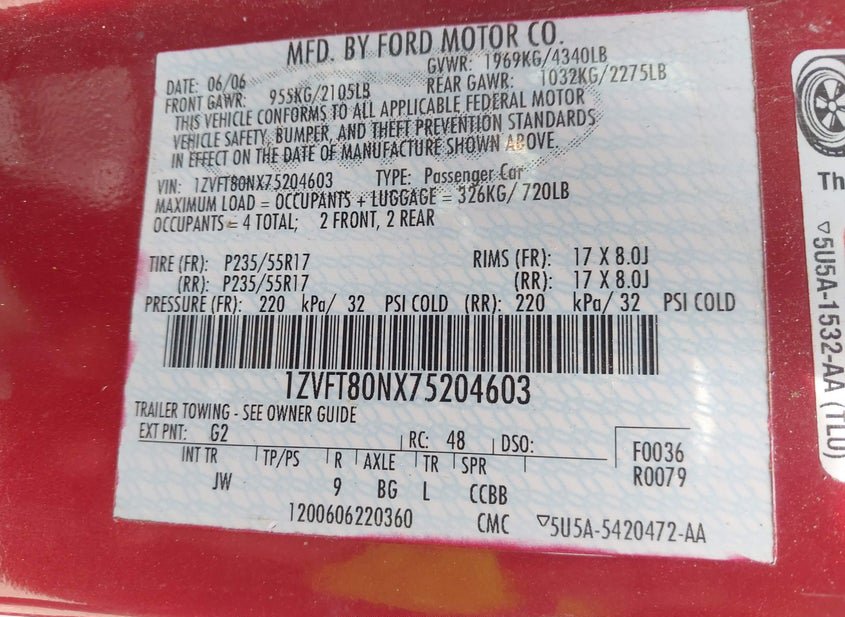 MFD. BY FORD MOTOR CO.
DATE: 06/06 GVWR: 1969KG/4340LB
FRONT GAWR: 955KG/2105LB REAR GAWR: 1032KG/2275LB
THIS VEHICLE CONFORMS TO ALL APPLICABLE FEDERAL MOTOR
VEHICLE SAFETY, BUMPER, AND THEFT PREVENTION STANDARDS
IN EFFECT ON THE DATE OF MANUFACTURE SHOWN ABOVE.
VIN: 1ZVFT80NX75204603 TYPE: Passenger Car
MAXIMUM LOAD = OCCUPANTS + LUGGAGE = 326KG/ 720LB
OCCUPANTS = 4 TOTAL; 2 FRONT, 2 REAR
TIRE (FR): P235/55R17 RIMS (FR): 17 X 8.0J
(RR): P235/55R17 (RR): 17 X 8.0J
PRESSURE (FR): 220 kPa/ 32 PSI COLD (RR): 220 kPa/ 32 PSI COLD
1ZVFT80NX75204603
TRAILER TOWING - SEE OWNER GUIDE
EXT PNT: G2 RC: 48 DSO:
INT TR TP/PS R AXLE TR SPR
JW 9 BG L CCBB
F0036
R0079
1200606220360 CMC ▽5U5A-5420472-AA
Th
▽5U5A-1532-AA (TLU)